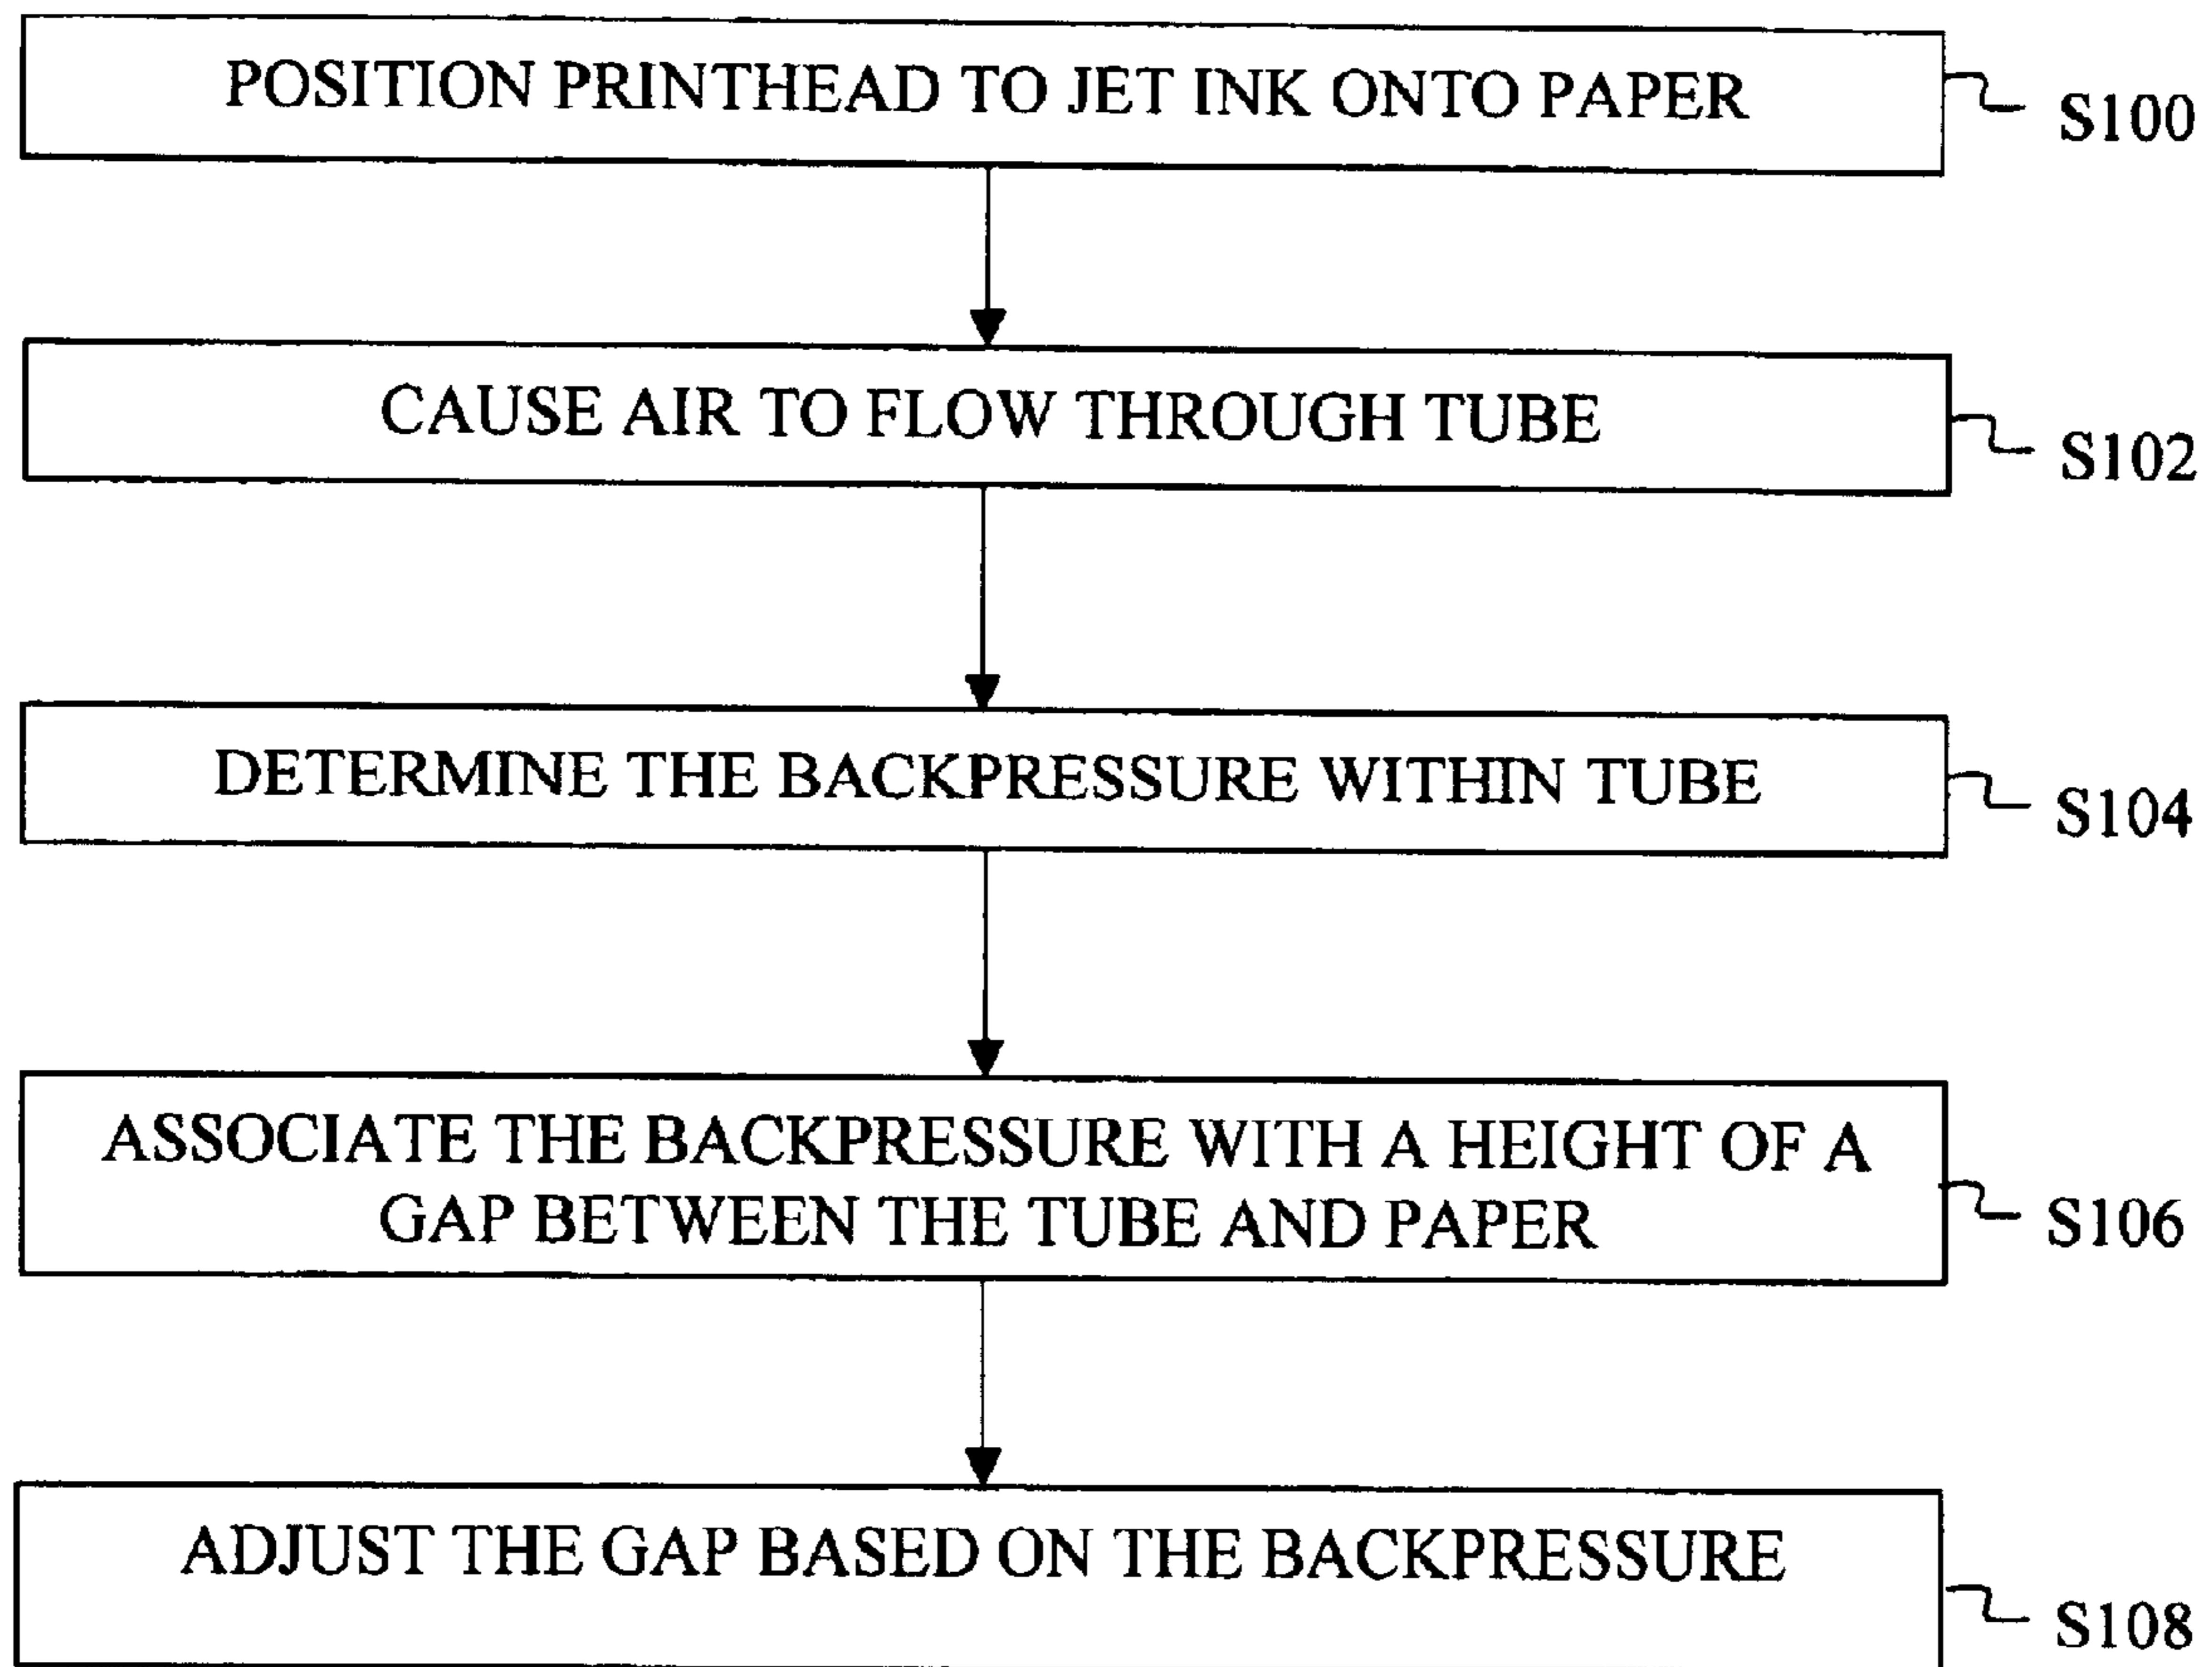 POSITION PRINTHEAD TO JET INK ONTO PAPER
S100
CAUSE AIR TO FLOW THROUGH TUBE
S102
DETERMINE THE BACKPRESSURE WITHIN TUBE
S104
ASSOCIATE THE BACKPRESSURE WITH A HEIGHT OF A
GAP BETWEEN THE TUBE AND PAPER
S106
ADJUST THE GAP BASED ON THE BACKPRESSURE
S108